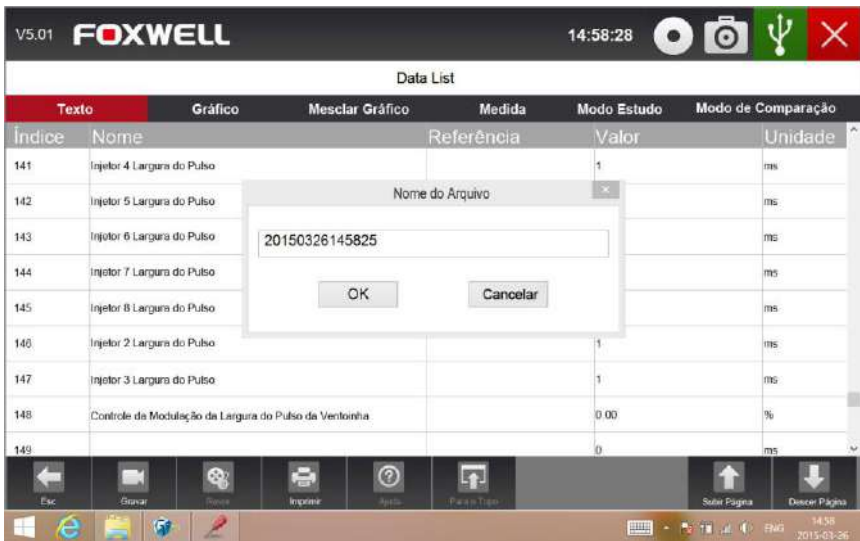 V5.01 FOXWELL 14:58:28
Data List
Texto Gráfico Mesclar Gráfico Medida Modo Estudo Modo de Comparação
Índice Nome Referência Valor Unidade
141 Injetor 4 Largura do Pulso 1 ms
Nome do Arquivo
142 Injetor 5 Largura do Pulso ms
143 Injetor 6 Largura do Pulso ms
20150326145825
144 Injetor 7 Largura do Pulso ms
OK Cancelar
145 Injetor 8 Largura do Pulso ms
146 Injetor 2 Largura do Pulso 1 ms
147 Injetor 3 Largura do Pulso 1 ms
148 Controle da Modulação da Largura do Pulso da Ventoinha 0.00 %
149 0 ms
Esc Gravar Rever Imprimir Ajuda Para o Topo Subir Página Descer Página
ENG 14:58
2015-03-26